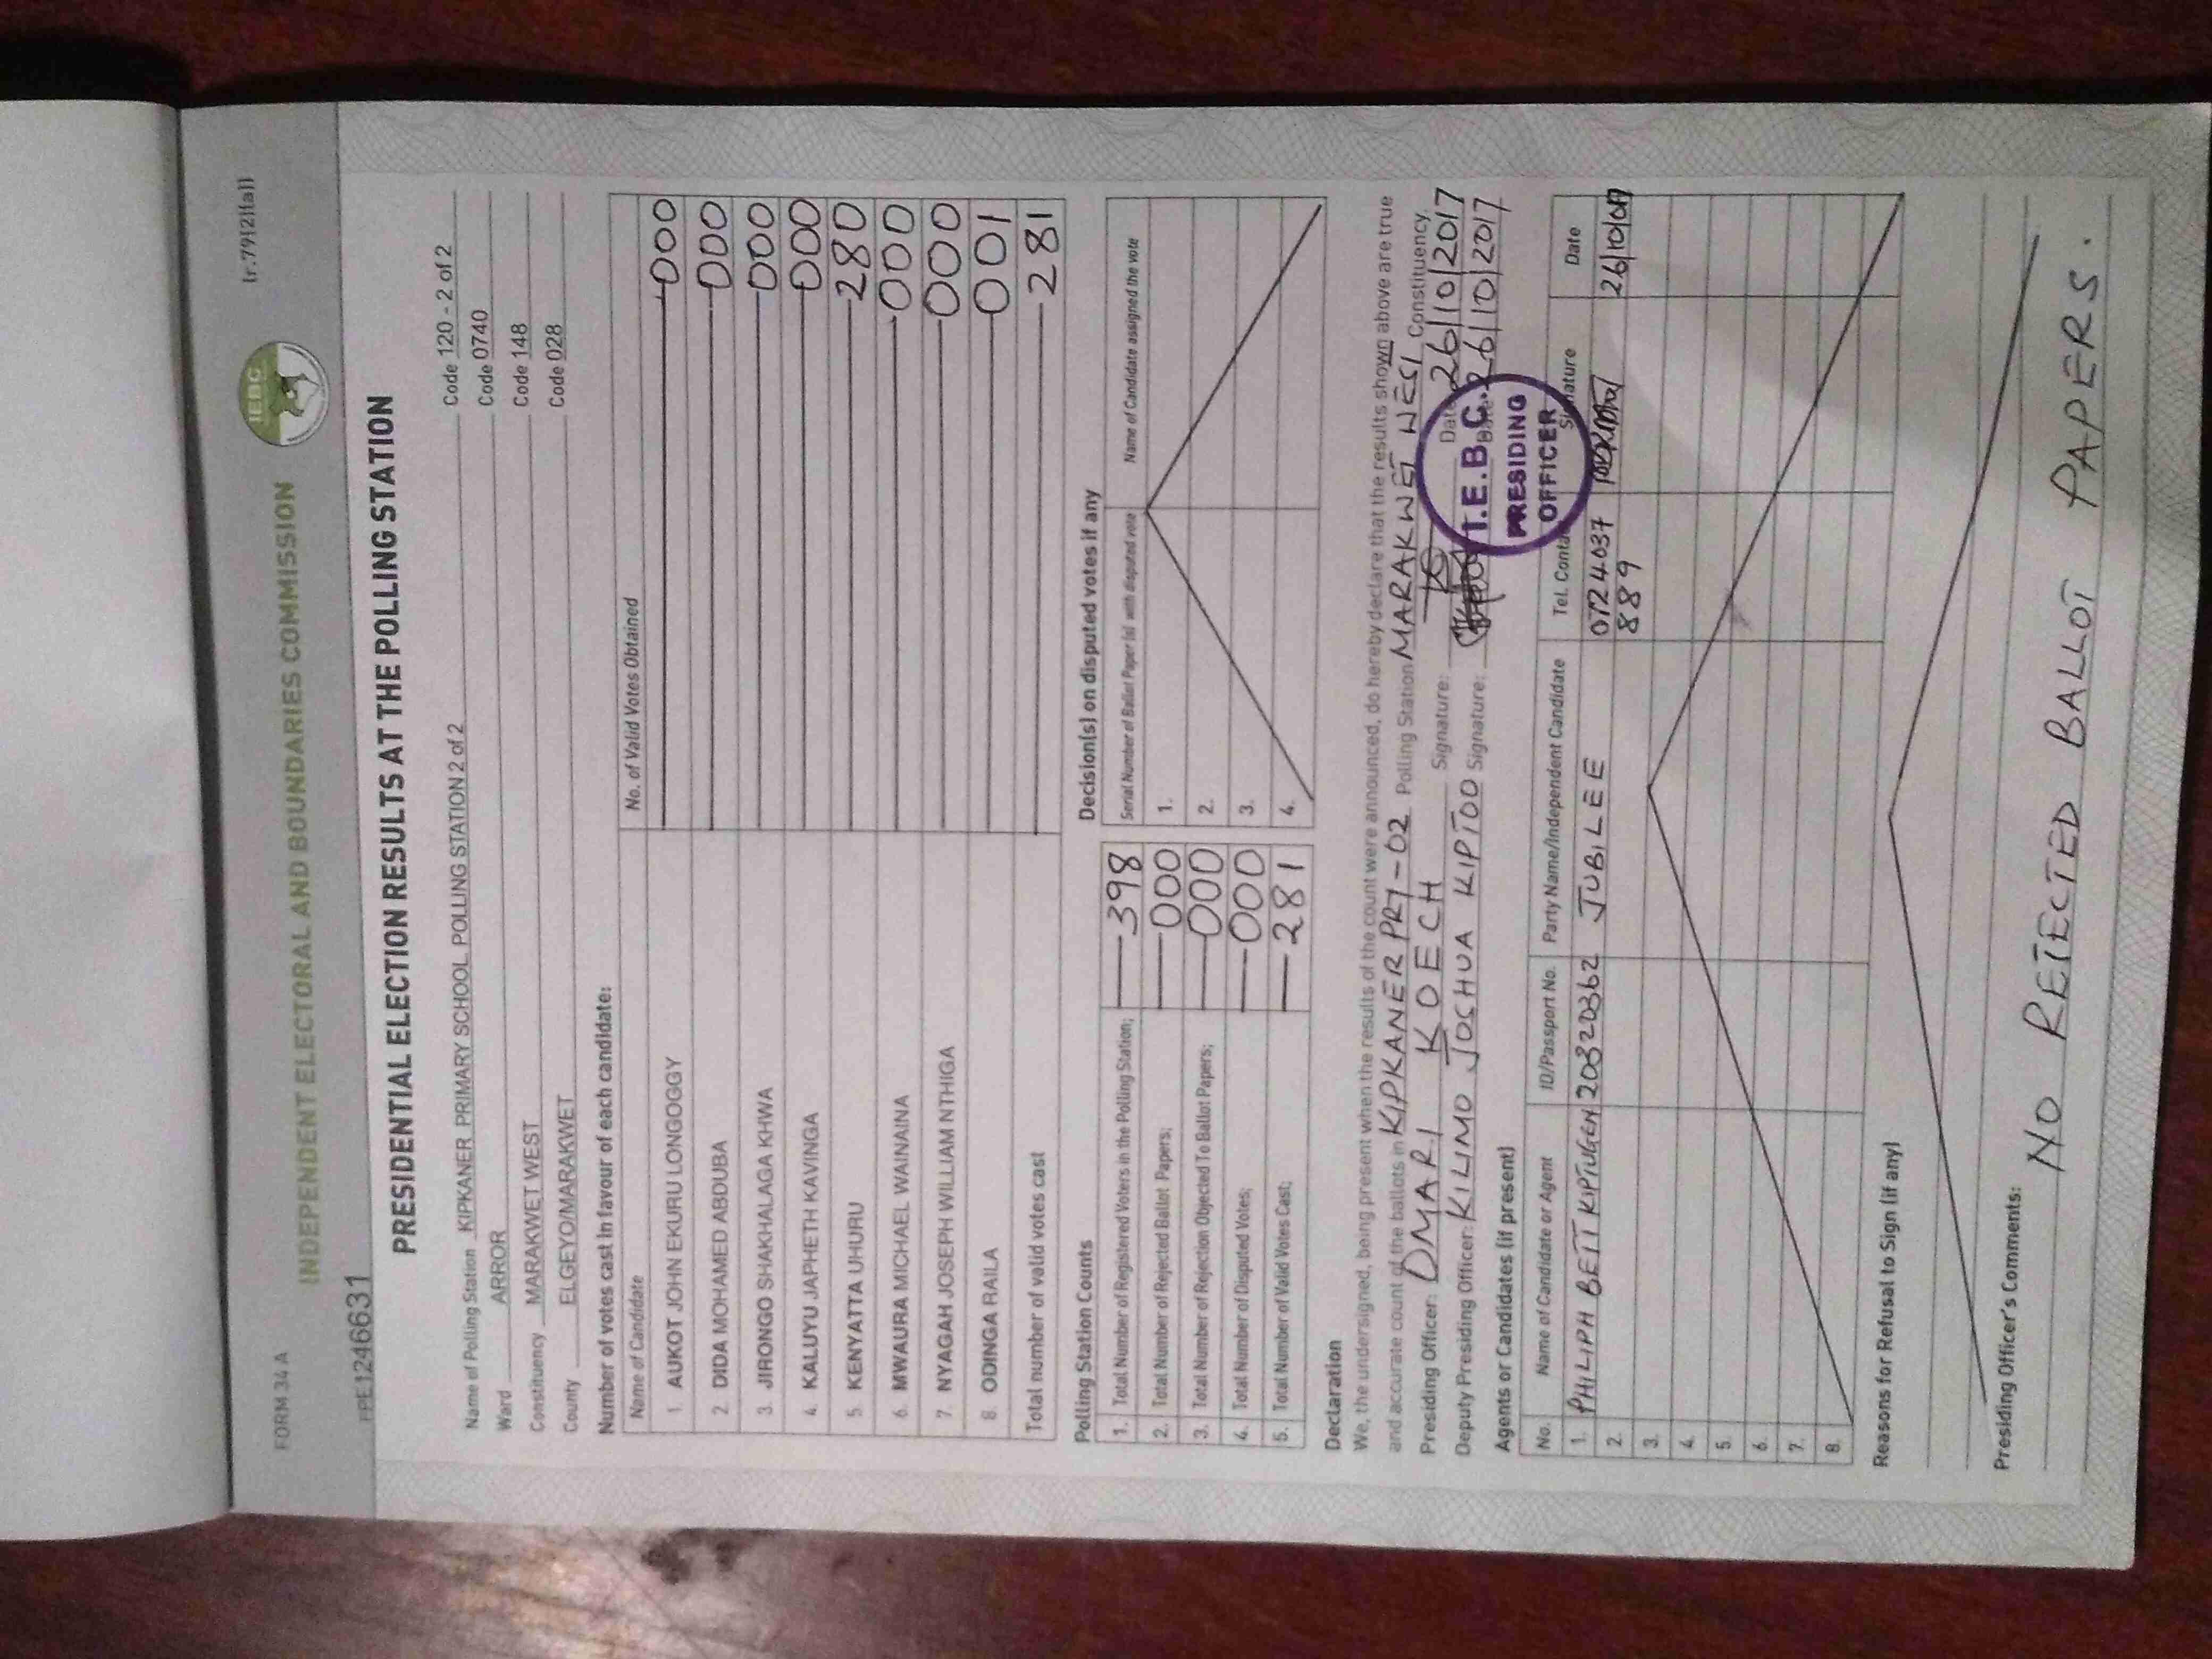 FORM 34 A (r.79(2)(a))
IEBC
INDEPENDENT ELECTORAL AND BOUNDARIES COMMISSION
PPE1246631
PRESIDENTIAL ELECTION RESULTS AT THE POLLING STATION
Name of Polling Station KIPKANER PRIMARY SCHOOL POLLING STATION 2 of 2 Code 120 - 2 of 2
Ward ARROR Code 0740
Constituency MARAKWET WEST Code 148
County ELGEYO/MARAKWET Code 028
Number of votes cast in favour of each candidate:
Name of Candidate No. of Valid Votes Obtained
1. AUKOT JOHN EKURU LONGOGGY 000
2. DIDA MOHAMED ABDUBA 000
3. JIRONGO SHAKHALAGA KHWA 000
4. KALUYU JAPHETH KAVINGA 000
5. KENYATTA UHURU 280
6. MWAURA MICHAEL WAINAINA 000
7. NYAGAH JOSEPH WILLIAM NTHIGA 000
8. ODINGA RAILA 001
Total number of valid votes cast 281
Polling Station Counts
1. Total Number of Registered Voters in the Polling Station; 398
2. Total Number of Rejected Ballot Papers; 000
3. Total Number of Rejection Objected To Ballot Papers; 000
4. Total Number of Disputed Votes; 000
5. Total Number of Valid Votes Cast; 281
Decision(s) on disputed votes if any
Serial Number of Ballot Paper (s) with disputed vote Name of Candidate assigned the vote
1.
2.
3.
4.
Declaration
We, the undersigned, being present when the results of the count were announced, do hereby declare that the results shown above are true
and accurate count of the ballots in KIPKANER PRY-02 Polling Station MARAKWET WEST Constituency
Presiding Officer: OMARI KOECH Signature: Date 26/10/2017
Deputy Presiding Officer: KILIMO JOSHUA KIPTOO Signature: Date 26/10/2017
I.E.B.C.
PRESIDING
OFFICER
Agents or Candidates (if present)
No. Name of Candidate or Agent ID/Passport No. Party Name/Independent Candidate Tel. Contact Signature Date
1. PHILIPH BETT KIPTUGEN 20320362 JUBILEE 0724037 889 26/10/017
2.
3.
4.
5.
6.
7.
8.
Reasons for Refusal to Sign (if any)
Presiding Officer's Comments:
NO REJECTED BALLOT PAPERS.